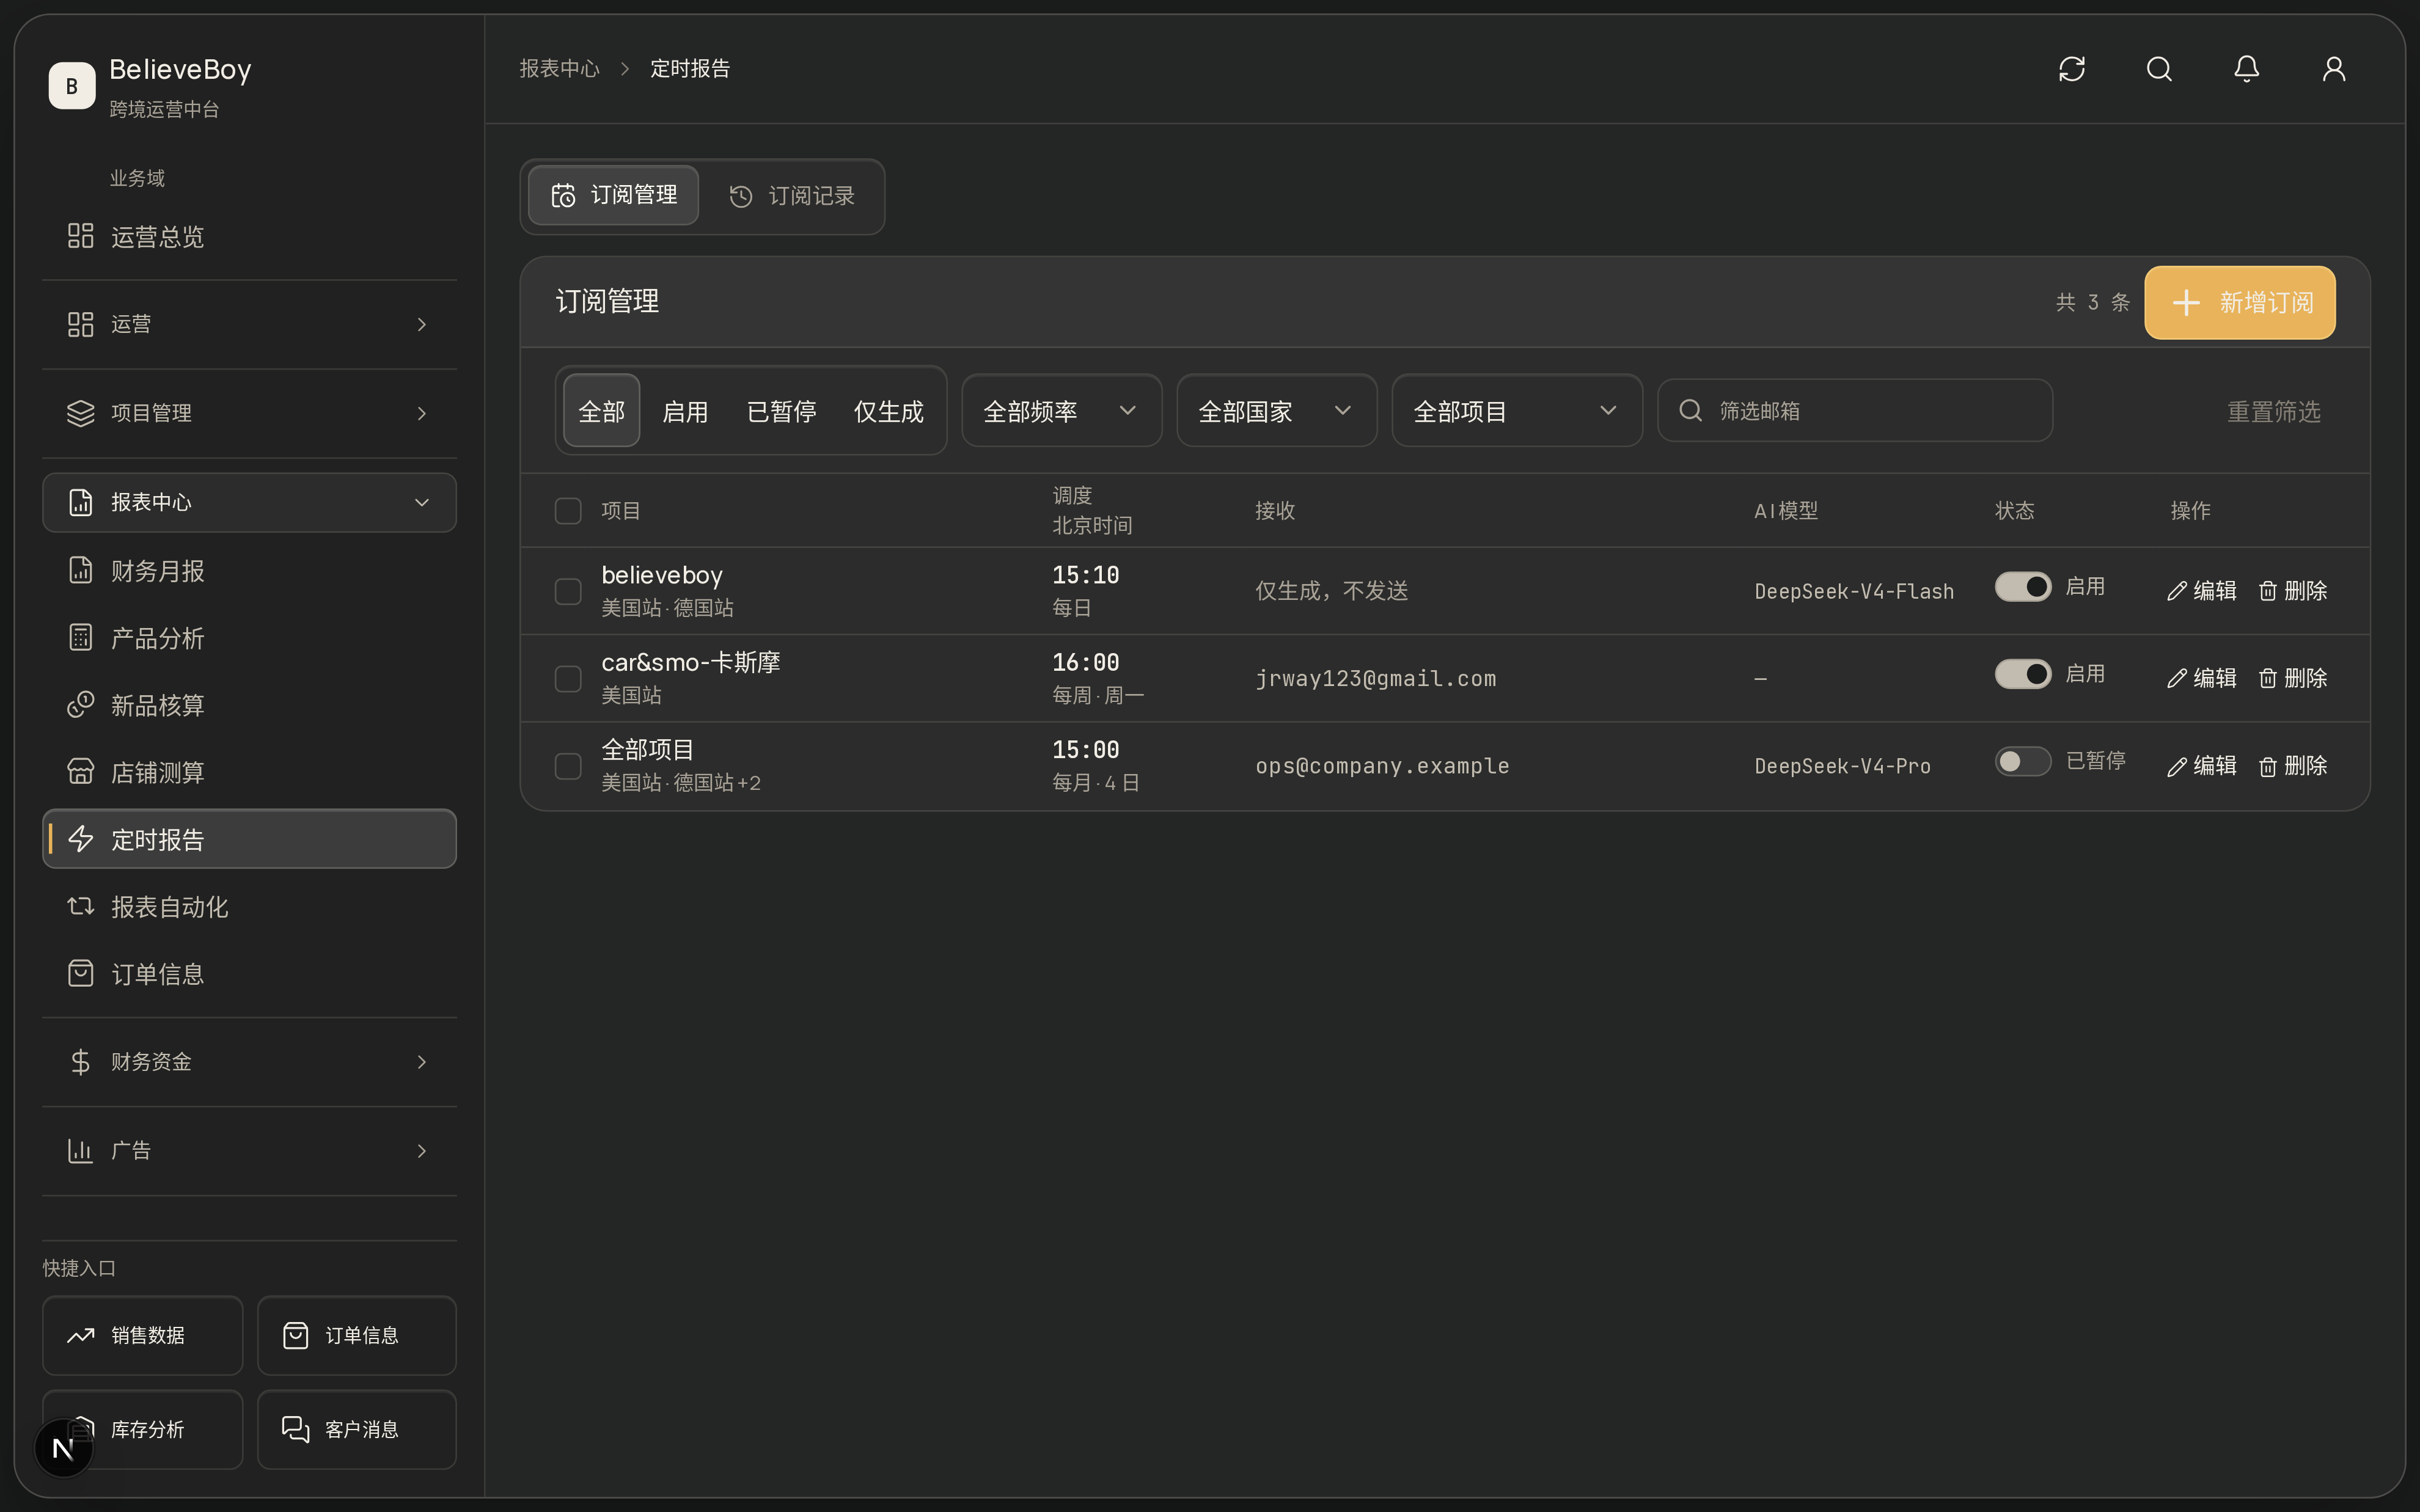 B
BelieveBoy
跨境运营中台
业务域
运营总览
运营
项目管理
报表中心
财务月报
产品分析
新品核算
店铺测算
定时报告
报表自动化
订单信息
财务资金
广告
快捷入口
销售数据
订单信息
库存分析
客户消息
N
报表中心 > 定时报告
订阅管理 订阅记录
订阅管理 共 3 条 新增订阅
全部 启用 已暂停 仅生成 全部频率 全部国家 全部项目 筛选邮箱 重置筛选
项目 调度 接收 AI模型 状态 操作
北京时间
believeboy 15:10 仅生成，不发送 DeepSeek-V4-Flash 启用 编辑 删除
美国站·德国站 每日
car&smo-卡斯摩 16:00 jrway123@gmail.com — 启用 编辑 删除
美国站 每周·周一
全部项目 15:00 ops@company.example DeepSeek-V4-Pro 已暂停 编辑 删除
美国站·德国站+2 每月·4 日